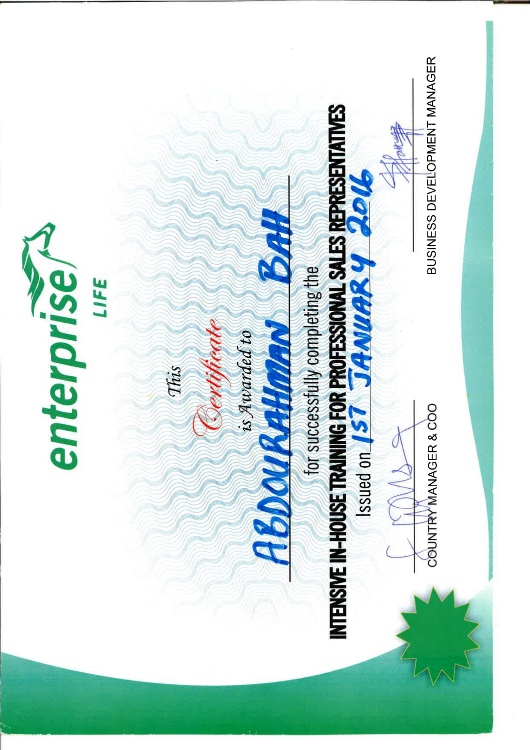 enterprise
LIFE
This
Certificate
is Awarded to
ABDOURAHMAN BAH
for successfully completing the
INTENSIVE IN-HOUSE TRAINING FOR PROFESSIONAL SALES REPRESENTATIVES
Issued on 1ST JANUARY 2016
COUNTRY MANAGER & COO
BUSINESS DEVELOPMENT MANAGER